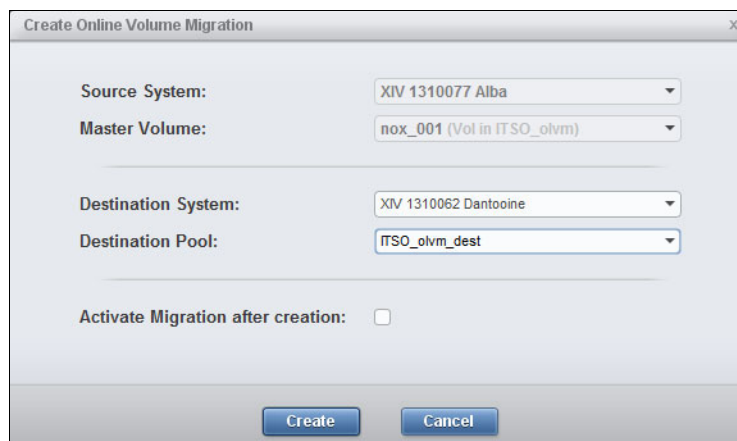 Create Online Volume Migration x
Source System: XIV 1310077 Alba
Master Volume: nox_001 (Vol in ITSO_olvm)
Destination System: XIV 1310062 Dantooine
Destination Pool: ITSO_olvm_dest
Activate Migration after creation:
Create Cancel